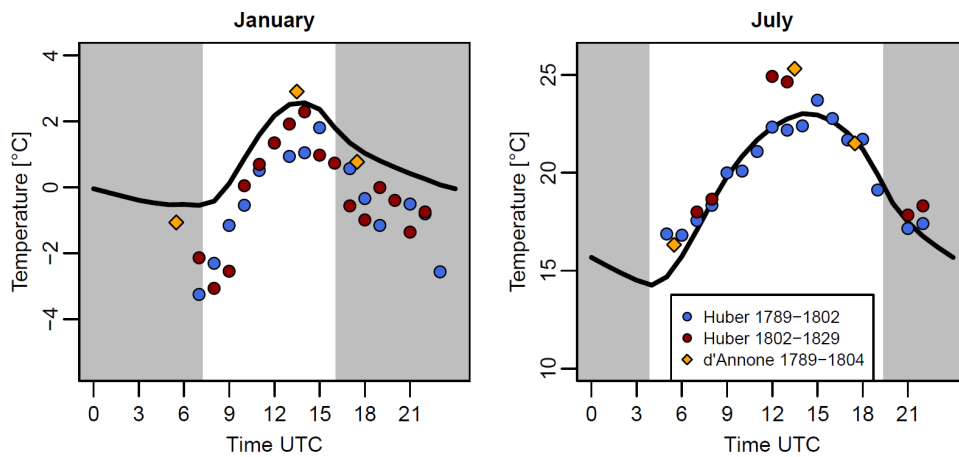 January
July
Temperature [°C]
4
2
0
−2
−4
0 3 6 9 12 15 18 21
Time UTC
Temperature [°C]
25
20
15
10
0 3 6 9 12 15 18 21
Time UTC
Huber 1789−1802
Huber 1802−1829
d'Annone 1789−1804